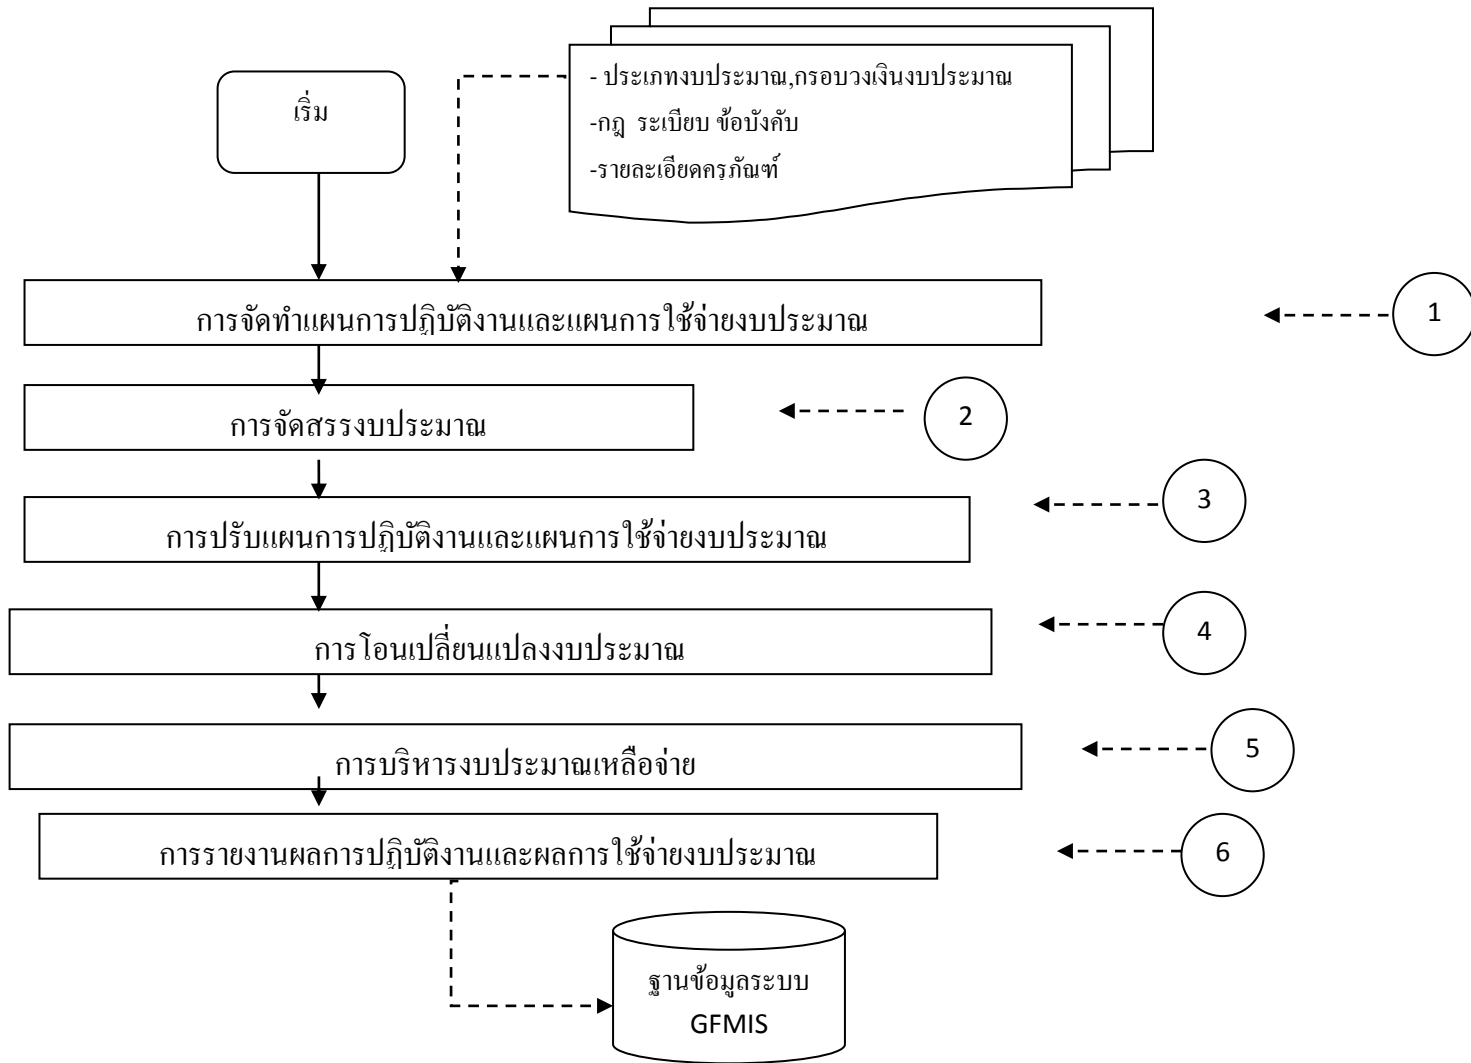 เริ่ม
- ประเภทงบประมาณ,กรอบวงเงินงบประมาณ
-กฎ ระเบียบ ข้อบังคับ
-รายละเอียดครุภัณฑ์
การจัดทำแผนการปฏิบัติงานและแผนการใช้จ่ายงบประมาณ
1
การจัดสรรงบประมาณ
2
การปรับแผนการปฏิบัติงานและแผนการใช้จ่ายงบประมาณ
3
การโอนเปลี่ยนแปลงงบประมาณ
4
การบริหารงบประมาณเหลือจ่าย
5
การรายงานผลการปฏิบัติงานและผลการใช้จ่ายงบประมาณ
6
ฐานข้อมูลระบบ
GFMIS